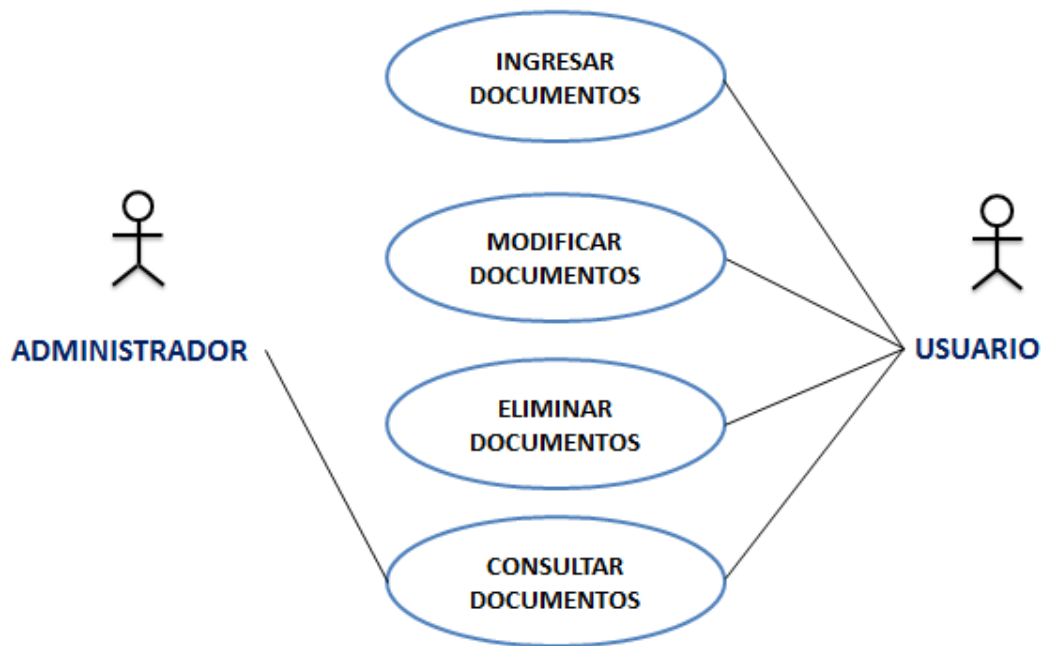 INGRESAR
DOCUMENTOS
MODIFICAR
DOCUMENTOS
ADMINISTRADOR
USUARIO
ELIMINAR
DOCUMENTOS
CONSULTAR
DOCUMENTOS